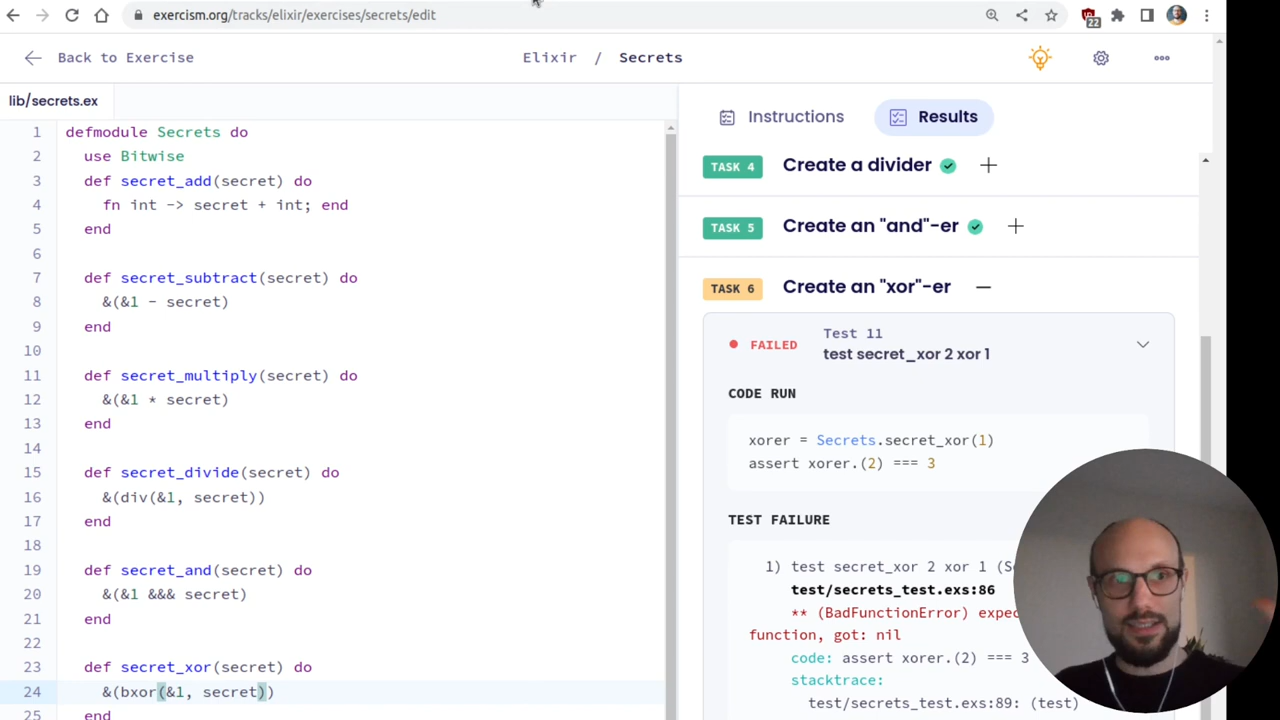 exercism.org/tracks/elixir/exercises/secrets/edit
22
Back to Exercise
Elixir / Secrets
lib/secrets.ex
1 defmodule Secrets do
2 use Bitwise
3 def secret_add(secret) do
4 fn int -> secret + int; end
5 end
6
7 def secret_subtract(secret) do
8 &(&1 - secret)
9 end
10
11 def secret_multiply(secret) do
12 &(&1 * secret)
13 end
14
15 def secret_divide(secret) do
16 &(div(&1, secret))
17 end
18
19 def secret_and(secret) do
20 &(&1 &&& secret)
21 end
22
23 def secret_xor(secret) do
24 &(bxor(&1, secret))
end
Instructions
Results
TASK 4 Create a divider
TASK 5 Create an "and"-er
TASK 6 Create an "xor"-er
FAILED
Test 11
test secret_xor 2 xor 1
CODE RUN
xorer = Secrets.secret_xor(1)
assert xorer.(2) === 3
TEST FAILURE
1) test secret_xor 2 xor 1 (S
test/secrets_test.exs:86
** (BadFunctionError) expec
function, got: nil
code: assert xorer.(2) === 3
stacktrace:
test/secrets_test.exs:89: (test)